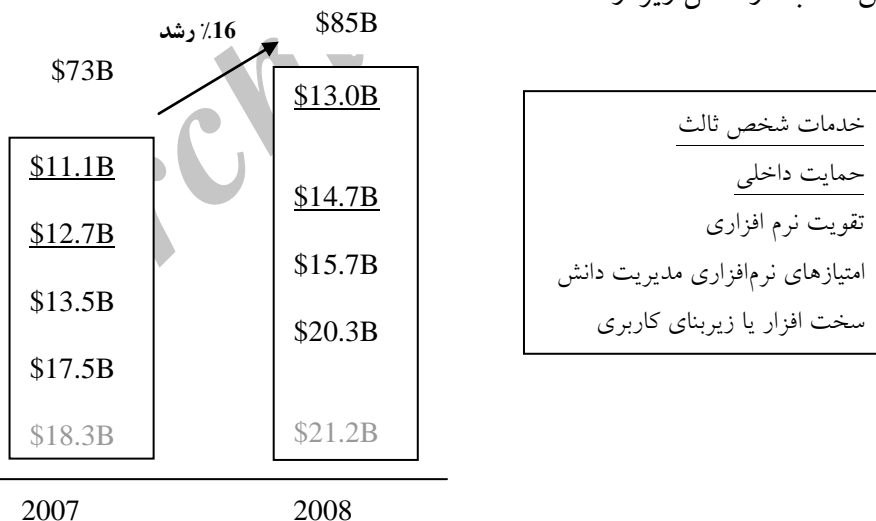 $85B
٪16 رشد
$73B
$13.0B
$11.1B
$14.7B
$12.7B
$15.7B
$13.5B
$20.3B
$17.5B
$21.2B
$18.3B
2007
2008
خدمات شخص ثالث
حمایت داخلی
تقویت نرم افزاری
امتیازهای نرم‌افزاری مدیریت دانش
سخت افزار یا زیربنای کاربری